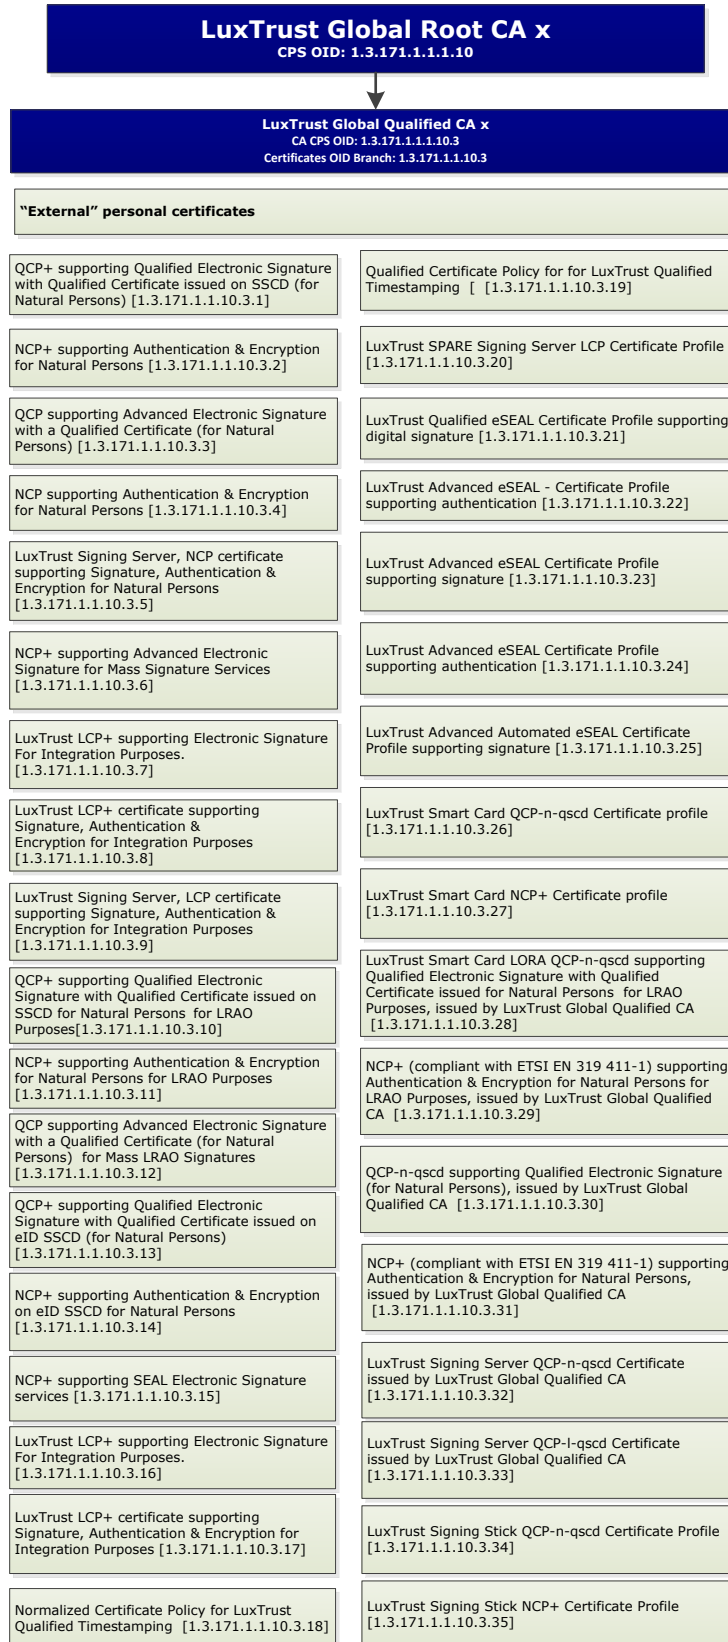 LuxTrust Global Root CA x
CPS OID: 1.3.171.1.1.1.10
LuxTrust Global Qualified CA x
CA CPS OID: 1.3.171.1.1.1.10.3
Certificates OID Branch: 1.3.171.1.1.10.3
“External” personal certificates
QCP+ supporting Qualified Electronic Signature
with Qualified Certificate issued on SSCD (for
Natural Persons) [1.3.171.1.1.10.3.1]
NCP+ supporting Authentication & Encryption
for Natural Persons [1.3.171.1.1.10.3.2]
QCP supporting Advanced Electronic Signature
with a Qualified Certificate (for Natural
Persons) [1.3.171.1.1.10.3.3]
NCP supporting Authentication & Encryption
for Natural Persons [1.3.171.1.1.10.3.4]
LuxTrust Signing Server, NCP certificate
supporting Signature, Authentication &
Encryption for Natural Persons
[1.3.171.1.1.10.3.5]
NCP+ supporting Advanced Electronic
Signature for Mass Signature Services
[1.3.171.1.1.10.3.6]
LuxTrust LCP+ supporting Electronic Signature
For Integration Purposes.
[1.3.171.1.1.10.3.7]
LuxTrust LCP+ certificate supporting
Signature, Authentication &
Encryption for Integration Purposes
[1.3.171.1.1.10.3.8]
LuxTrust Signing Server, LCP certificate
supporting Signature, Authentication &
Encryption for Integration Purposes
[1.3.171.1.1.10.3.9]
QCP+ supporting Qualified Electronic
Signature with Qualified Certificate issued on
SSCD for Natural Persons  for LRAO
Purposes[1.3.171.1.1.10.3.10]
NCP+ supporting Authentication & Encryption
for Natural Persons for LRAO Purposes
[1.3.171.1.1.10.3.11]
QCP supporting Advanced Electronic Signature
with a Qualified Certificate (for Natural
Persons)  for Mass LRAO Signatures
[1.3.171.1.1.10.3.12]
QCP+ supporting Qualified Electronic
Signature with Qualified Certificate issued on
eID SSCD (for Natural Persons)
[1.3.171.1.1.10.3.13]
NCP+ supporting Authentication & Encryption
on eID SSCD for Natural Persons
[1.3.171.1.1.10.3.14]
NCP+ supporting SEAL Electronic Signature
services [1.3.171.1.1.10.3.15]
LuxTrust LCP+ supporting Electronic Signature
For Integration Purposes.
[1.3.171.1.1.10.3.16]
LuxTrust LCP+ certificate supporting
Signature, Authentication & Encryption for
Integration Purposes [1.3.171.1.1.10.3.17]
Normalized Certificate Policy for LuxTrust
Qualified Timestamping  [1.3.171.1.1.10.3.18]
Qualified Certificate Policy for for LuxTrust Qualified
Timestamping  [  [1.3.171.1.1.10.3.19]
LuxTrust SPARE Signing Server LCP Certificate Profile
[1.3.171.1.1.10.3.20]
LuxTrust Qualified eSEAL Certificate Profile supporting
digital signature [1.3.171.1.1.10.3.21]
LuxTrust Advanced eSEAL - Certificate Profile
supporting authentication [1.3.171.1.1.10.3.22]
LuxTrust Advanced eSEAL Certificate Profile
supporting signature [1.3.171.1.1.10.3.23]
LuxTrust Advanced eSEAL Certificate Profile
supporting authentication [1.3.171.1.1.10.3.24]
LuxTrust Advanced Automated eSEAL Certificate
Profile supporting signature [1.3.171.1.1.10.3.25]
LuxTrust Smart Card QCP-n-qscd Certificate profile
[1.3.171.1.1.10.3.26]
LuxTrust Smart Card NCP+ Certificate profile
[1.3.171.1.1.10.3.27]
LuxTrust Smart Card LORA QCP-n-qscd supporting
Qualified Electronic Signature with Qualified
Certificate issued for Natural Persons  for LRAO
Purposes, issued by LuxTrust Global Qualified CA
[1.3.171.1.1.10.3.28]
NCP+ (compliant with ETSI EN 319 411-1) supporting
Authentication & Encryption for Natural Persons for
LRAO Purposes, issued by LuxTrust Global Qualified
CA  [1.3.171.1.1.10.3.29]
QCP-n-qscd supporting Qualified Electronic Signature
(for Natural Persons), issued by LuxTrust Global
Qualified CA  [1.3.171.1.1.10.3.30]
NCP+ (compliant with ETSI EN 319 411-1) supporting
Authentication & Encryption for Natural Persons,
issued by LuxTrust Global Qualified CA
[1.3.171.1.1.10.3.31]
LuxTrust Signing Server QCP-n-qscd Certificate
issued by LuxTrust Global Qualified CA
[1.3.171.1.1.10.3.32]
LuxTrust Signing Server QCP-l-qscd Certificate
issued by LuxTrust Global Qualified CA
[1.3.171.1.1.10.3.33]
LuxTrust Signing Stick QCP-n-qscd Certificate Profile
[1.3.171.1.1.10.3.34]
LuxTrust Signing Stick NCP+ Certificate Profile
[1.3.171.1.1.10.3.35]